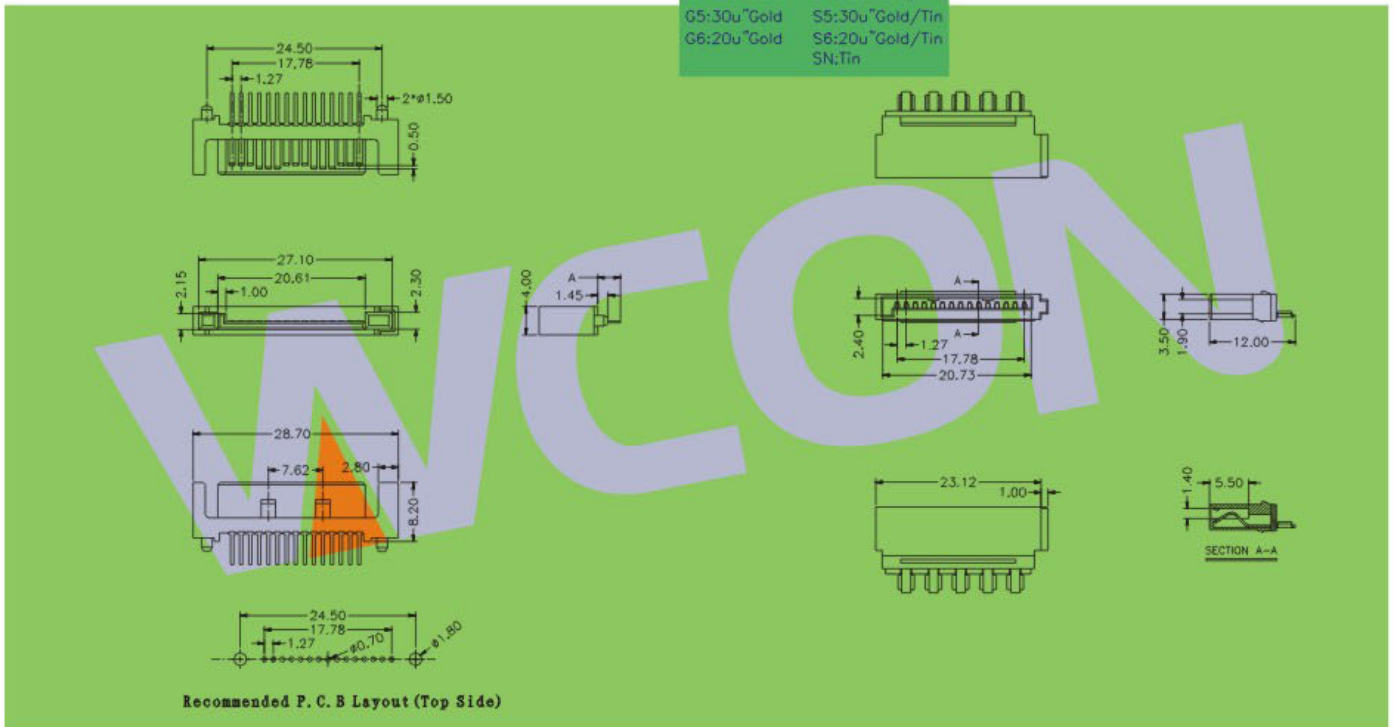 G5:30u"Gold S5:30u"Gold/Tin
G6:20u"Gold S6:20u"Gold/Tin
SN:Tin
24.50
17.78
1.27
2*ø1.50
0.50
27.10
20.61
1.00
2.15
2.30
4.00
A
1.45
A
A
2.40
1.27
17.78
20.73
3.50
1.90
12.00
WCON
28.70
7.62
2.80
8.20
23.12
1.00
1.40
5.50
SECTION A-A
24.50
17.78
1.27
ø0.70
ø1.80
Recommended P.C.B Layout(Top Side)